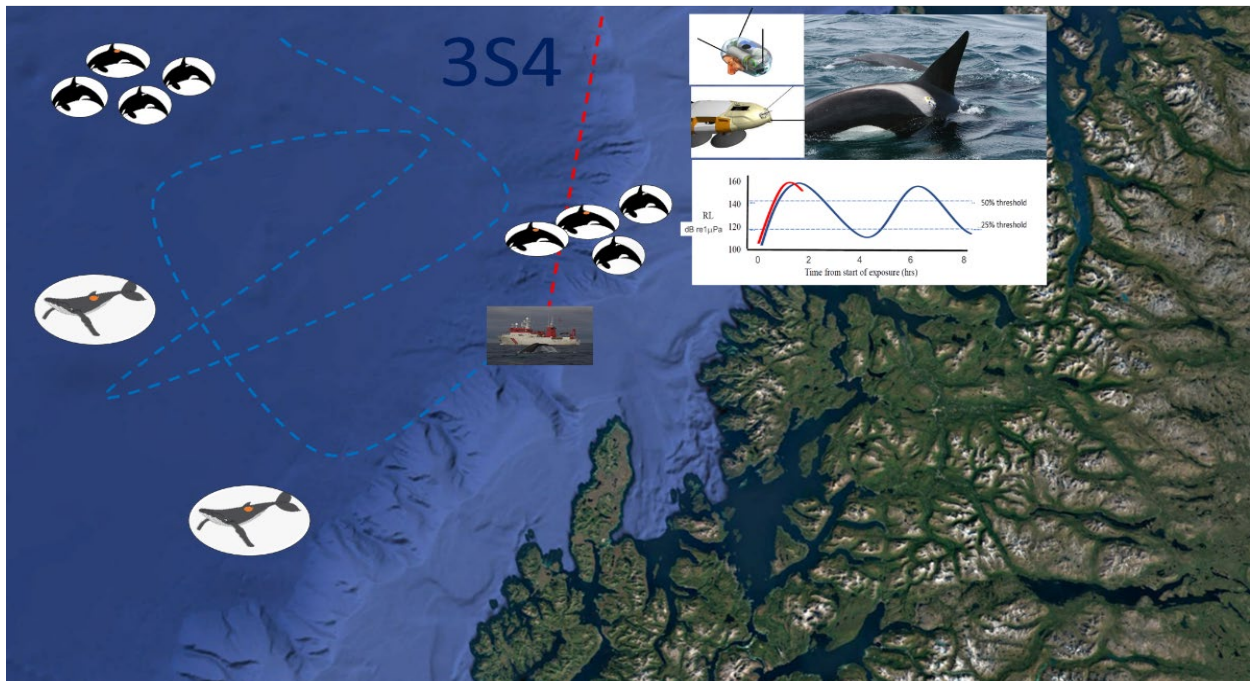 3S4
160
140
120
100
RL
dB re1μPa
50% threshold
25% threshold
0 2 4 6 8
Time from start of exposure (hrs)